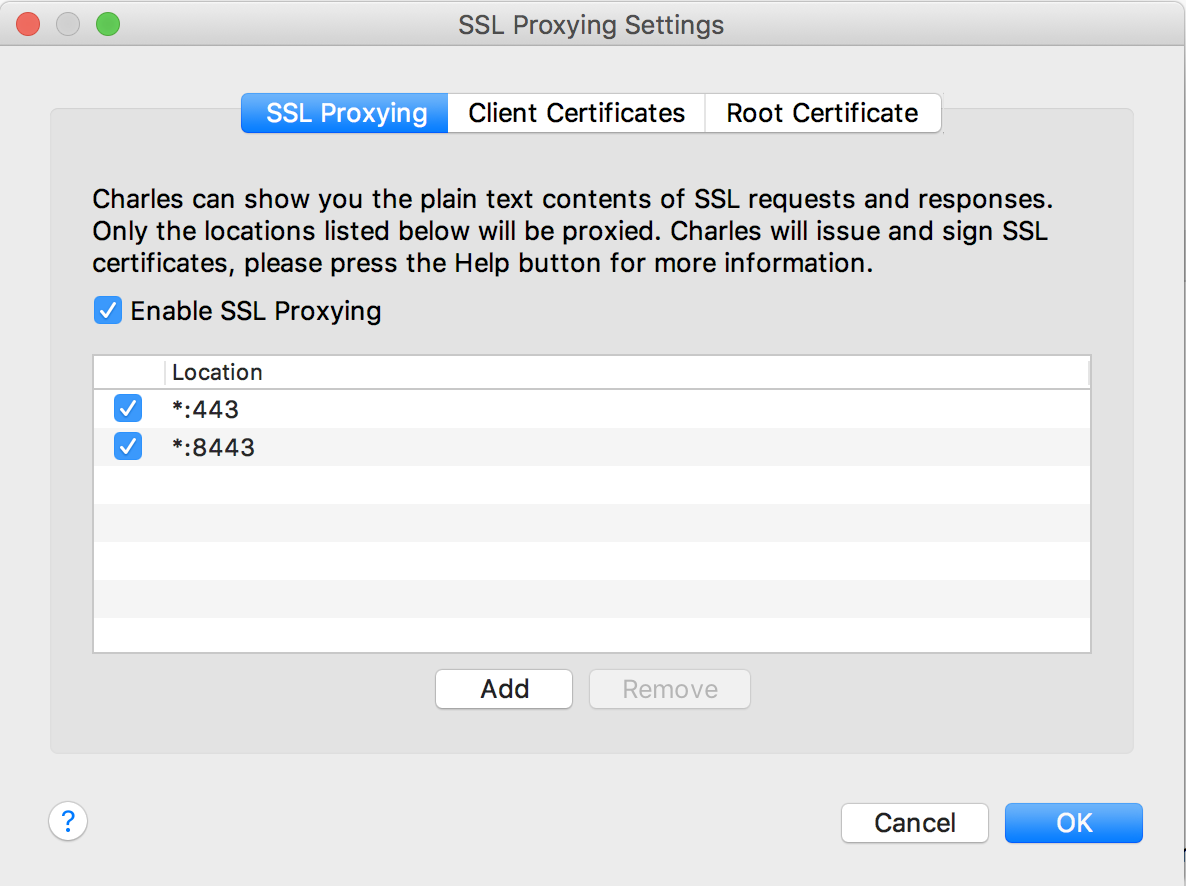 SSL Proxying Settings
SSL Proxying
Client Certificates
Root Certificate
Charles can show you the plain text contents of SSL requests and responses.
Only the locations listed below will be proxied. Charles will issue and sign SSL
certificates, please press the Help button for more information.
Enable SSL Proxying
Location
*:443
*:8443
Add
Remove
?
Cancel
OK